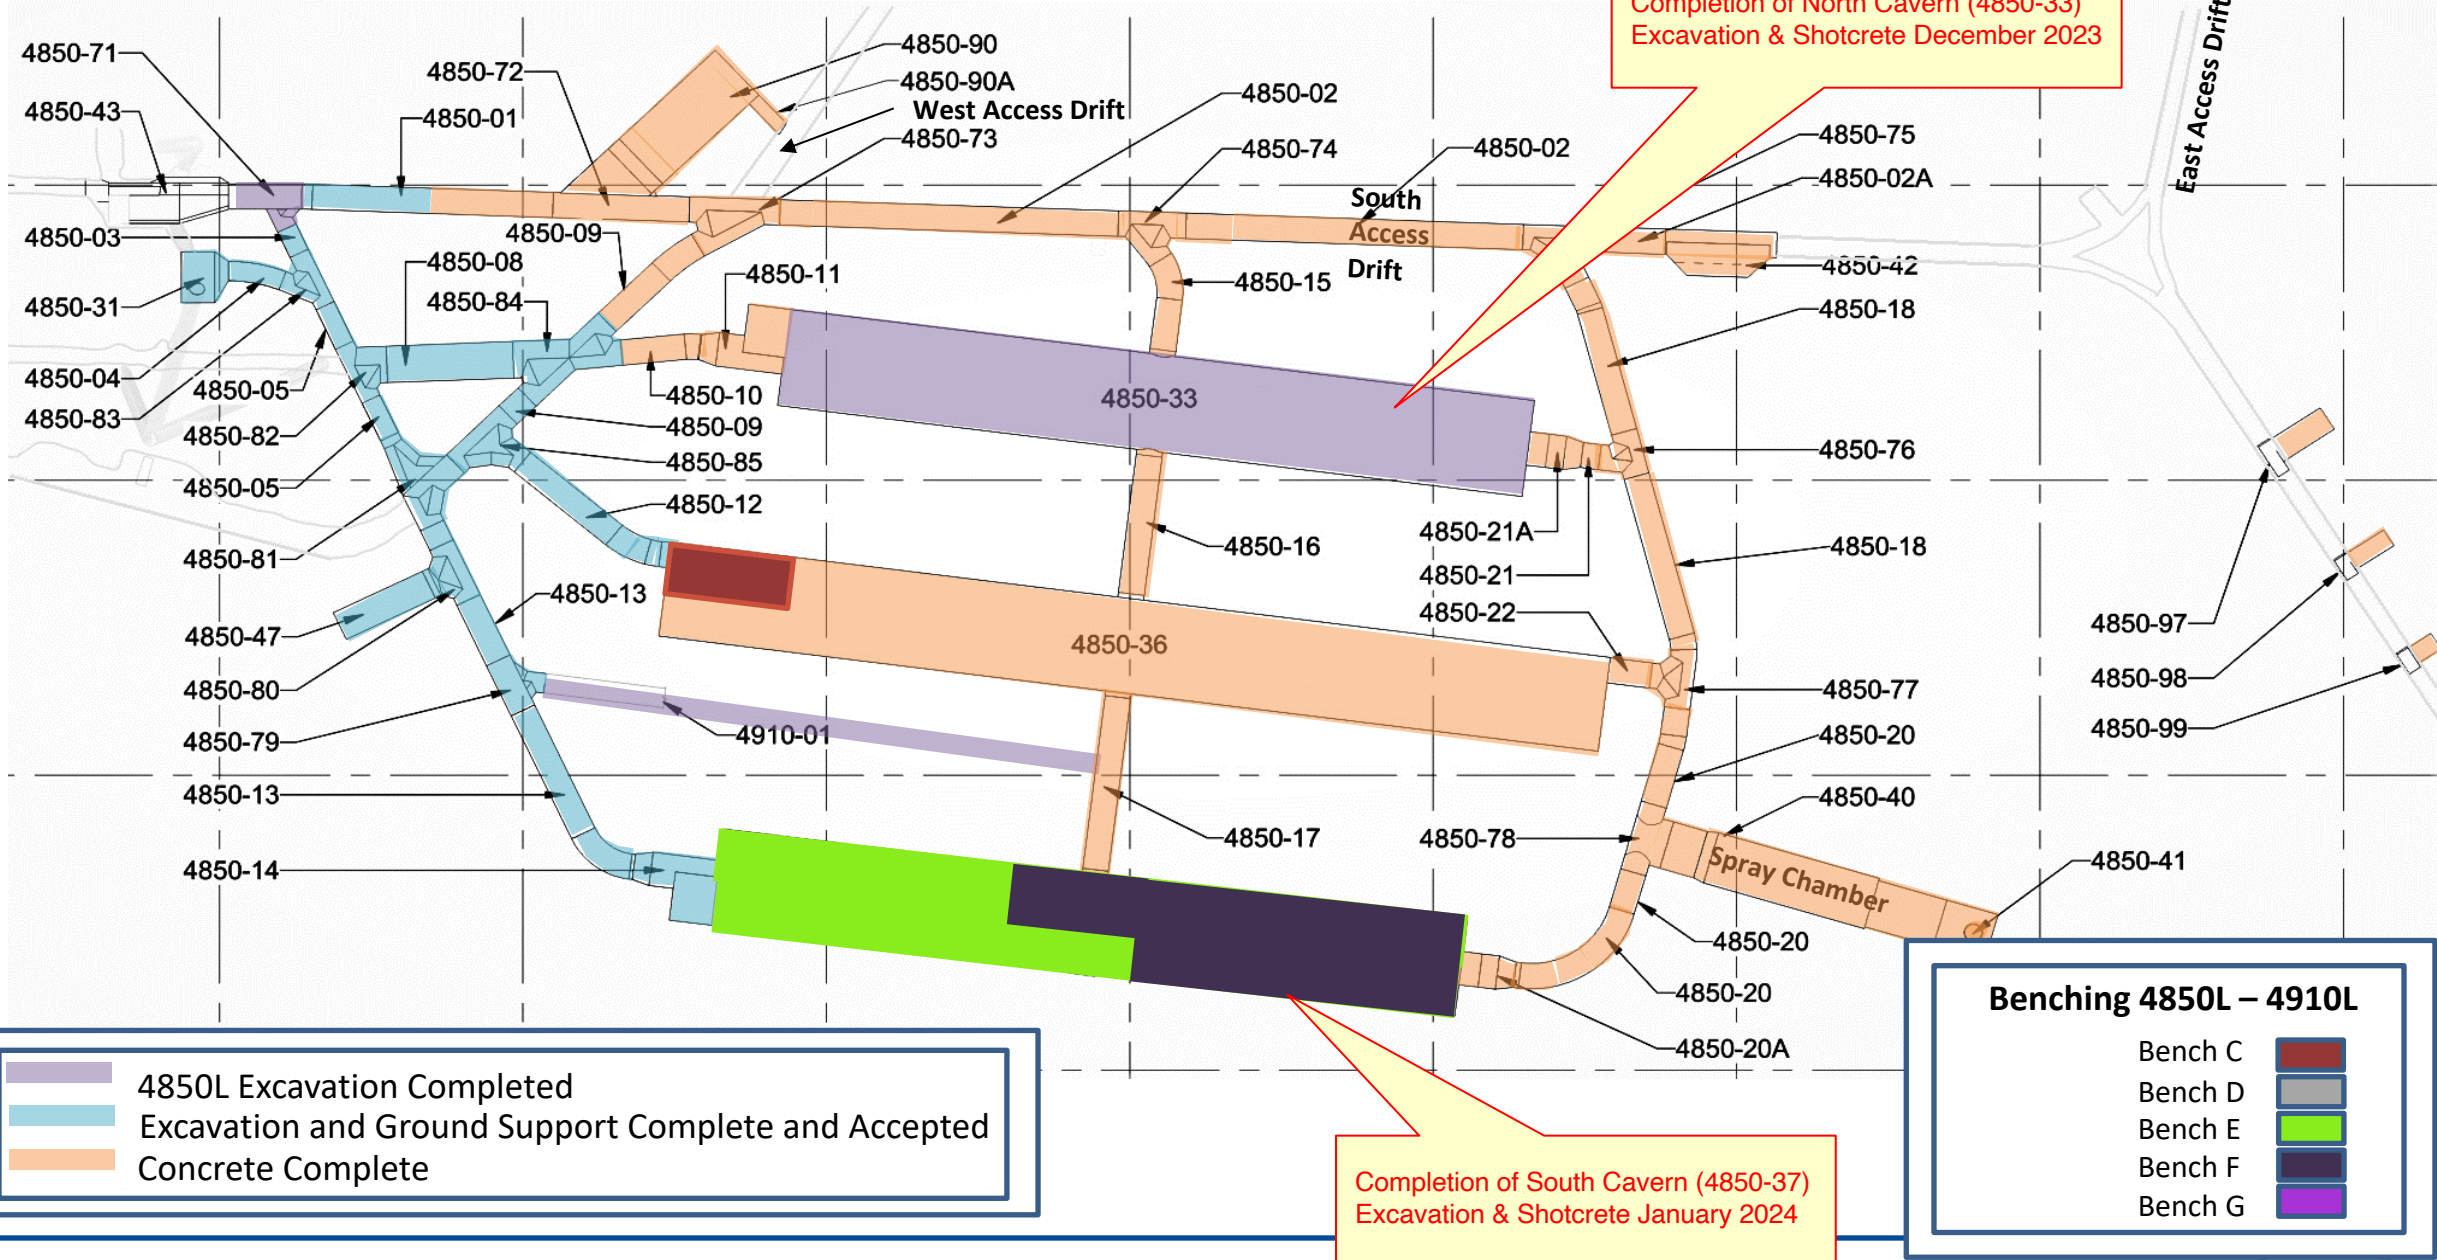 Completion of North Cavern (4850-33)
Excavation & Shotcrete December 2023
4850-71
4850-43
4850-72
4850-01
4850-90
4850-90A
West Access Drift
4850-73
4850-02
4850-74
4850-02
South
Access
Drift
4850-75
4850-02A
4850-42
East Access Drift
4850-03
4850-31
4850-04
4850-83
4850-05
4850-82
4850-05
4850-81
4850-09
4850-08
4850-84
4850-11
4850-15
4850-18
4850-10
4850-09
4850-85
4850-12
4850-33
4850-76
4850-16
4850-21A
4850-21
4850-18
4850-22
4850-47
4850-80
4850-79
4850-13
4850-36
4850-77
4850-97
4850-98
4850-99
4910-01
4850-20
4850-13
4850-40
4850-14
4850-17
4850-78
Spray Chamber
4850-41
4850-20
4850-20
4850-20A
4850L Excavation Completed
Excavation and Ground Support Complete and Accepted
Concrete Complete
Completion of South Cavern (4850-37)
Excavation & Shotcrete January 2024
Benching 4850L – 4910L
Bench C
Bench D
Bench E
Bench F
Bench G